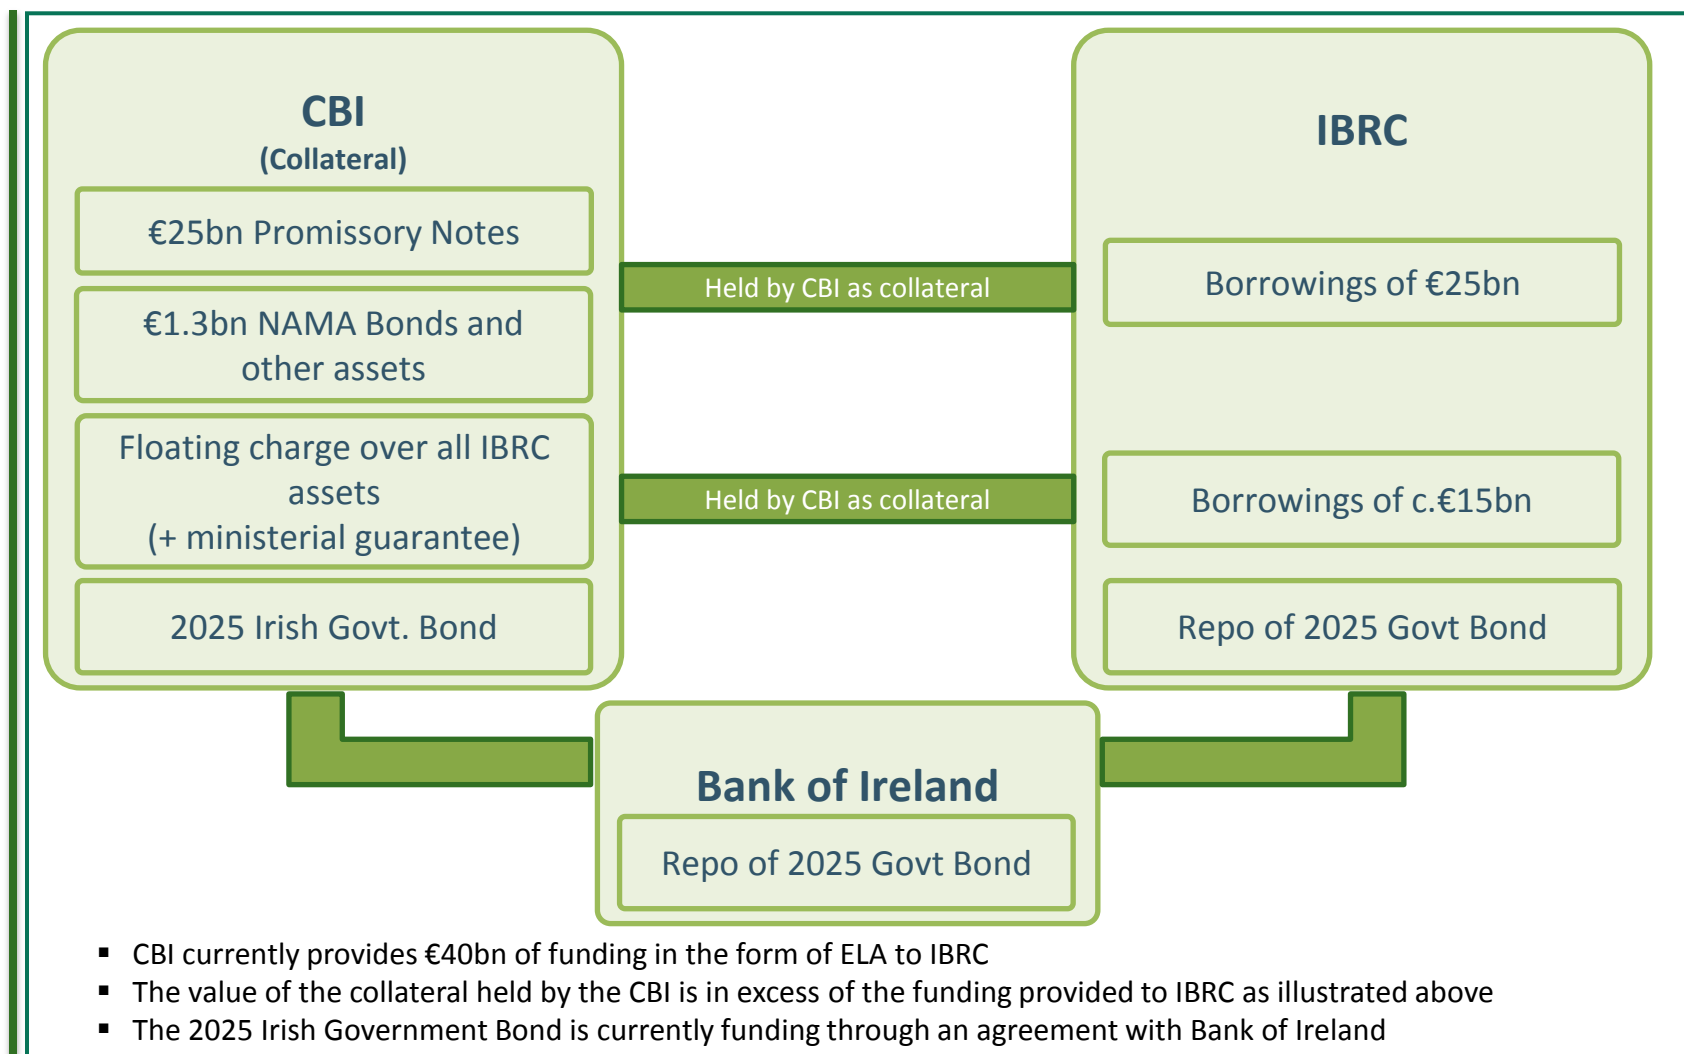 CBI
(Collateral)
€25bn Promissory Notes
€1.3bn NAMA Bonds and
other assets
Floating charge over all IBRC
assets
(+ ministerial guarantee)
2025 Irish Govt. Bond
Held by CBI as collateral
Held by CBI as collateral
IBRC
Borrowings of €25bn
Borrowings of c.€15bn
Repo of 2025 Govt Bond
Bank of Ireland
Repo of 2025 Govt Bond
▪ CBI currently provides €40bn of funding in the form of ELA to IBRC
▪ The value of the collateral held by the CBI is in excess of the funding provided to IBRC as illustrated above
▪ The 2025 Irish Government Bond is currently funding through an agreement with Bank of Ireland